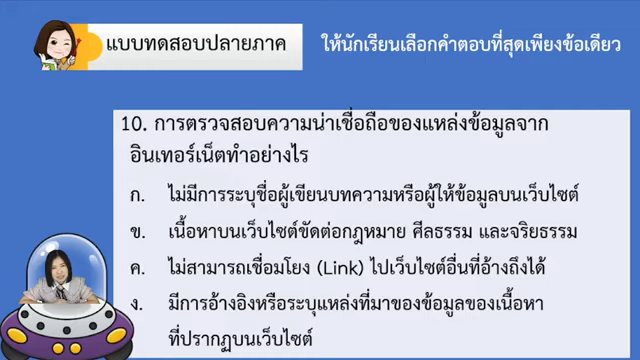 แบบทดสอบปลายภาค
ให้นักเรียนเลือกคำตอบที่สุดเพียงข้อเดียว
10. การตรวจสอบความน่าเชื่อถือของแหล่งข้อมูลจาก
อินเทอร์เน็ตทำอย่างไร
ก. ไม่มีการระบุชื่อผู้เขียนบทความหรือผู้ให้ข้อมูลบนเว็บไซต์
ข. เนื้อหาบนเว็บไซต์ขัดต่อกฎหมาย ศีลธรรม และจริยธรรม
ค. ไม่สามารถเชื่อมโยง (Link) ไปเว็บไซต์อื่นที่อ้างถึงได้
ง. มีการอ้างอิงหรือระบุแหล่งที่มาของข้อมูลของเนื้อหา
ที่ปรากฏบนเว็บไซต์